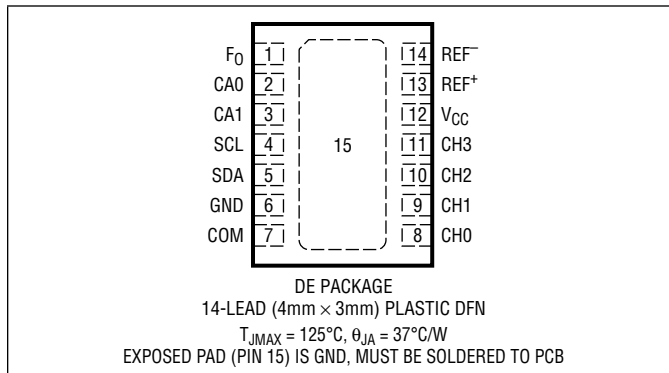 F₀ 1 14 REF⁻
CA0 2 13 REF⁺
CA1 3 12 VCC
SCL 4 15 11 CH3
SDA 5 10 CH2
GND 6 9 CH1
COM 7 8 CH0
DE PACKAGE
14-LEAD (4mm × 3mm) PLASTIC DFN
TJMAX = 125°C, θJA = 37°C/W
EXPOSED PAD (PIN 15) IS GND, MUST BE SOLDERED TO PCB